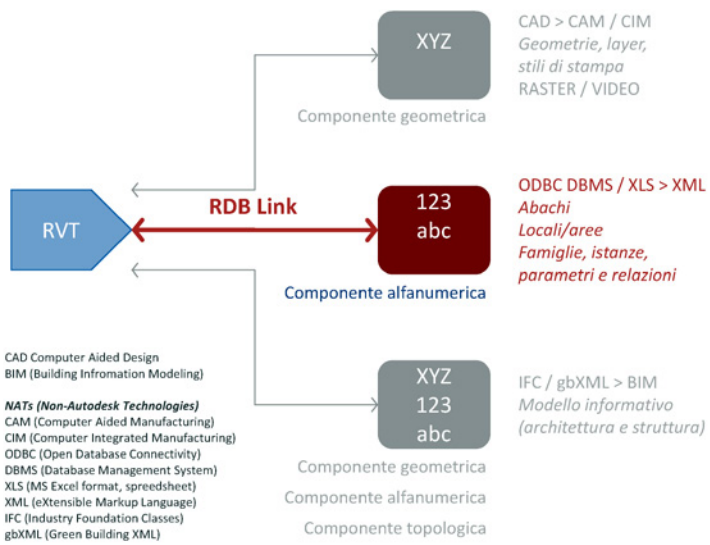 XYZ
CAD > CAM / CIM
Geometrie, layer,
stili di stampa
RASTER / VIDEO
Componente geometrica
RVT
RDB Link
123
abc
ODBC DBMS / XLS > XML
Abachi
Locali/aree
Famiglie, istanze,
parametri e relazioni
Componente alfanumerica
XYZ
123
abc
IFC / gbXML > BIM
Modello informativo
(architettura e struttura)
Componente geometrica
Componente alfanumerica
Componente topologica
CAD Computer Aided Design
BIM (Building Infromation Modeling)
NATs (Non-Autodesk Technologies)
CAM (Computer Aided Manufacturing)
CIM (Computer Integrated Manufacturing)
ODBC (Open Database Connectivity)
DBMS (Database Management System)
XLS (MS Excel format, spreedsheet)
XML (eXtensible Markup Language)
IFC (Industry Foundation Classes)
gbXML (Green Building XML)